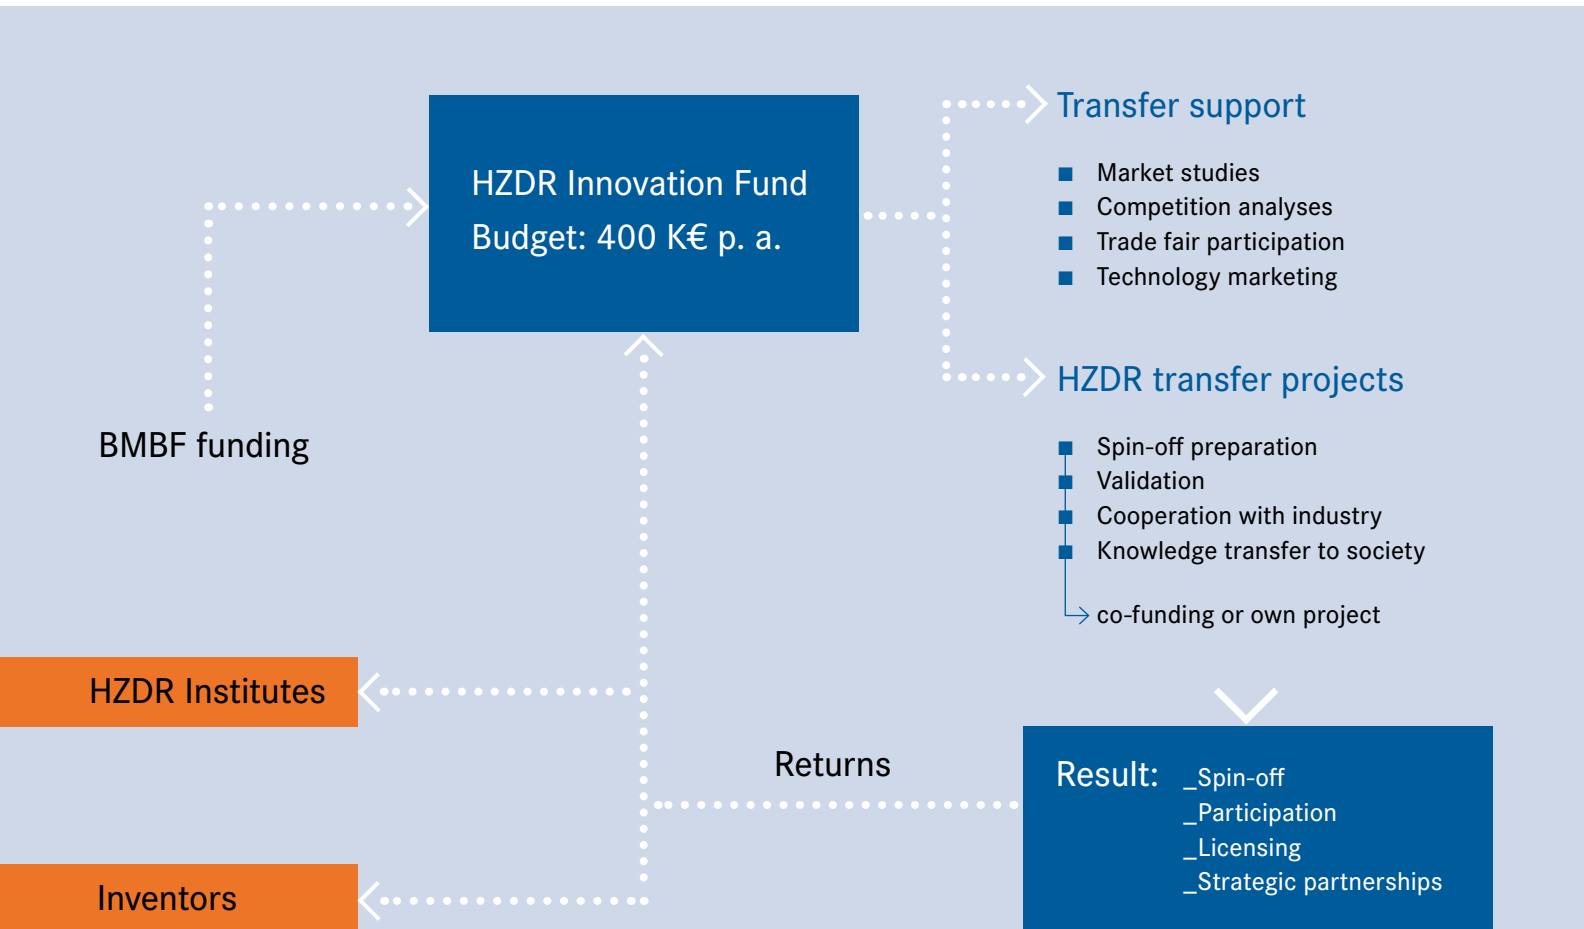 HZDR Innovation Fund
Budget: 400 K€ p. a.
Transfer support
Market studies
Competition analyses
Trade fair participation
Technology marketing
HZDR transfer projects
Spin-off preparation
Validation
Cooperation with industry
Knowledge transfer to society
co-funding or own project
BMBF funding
HZDR Institutes
Returns
Inventors
Result: _Spin-off
_Participation
_Licensing
_Strategic partnerships